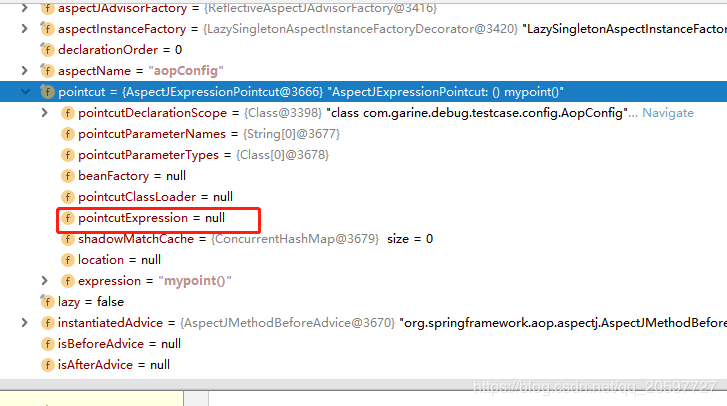 aspectJAdvisorFactory = {ReflectiveAspectJAdvisorFactory@3416}
aspectInstanceFactory = {LazySingletonAspectInstanceFactoryDecorator@3420} "LazySingletonAspectInstanceFactory
declarationOrder = 0
aspectName = "aopConfig"
pointcut = {AspectJExpressionPointcut@3666} "AspectJExpressionPointcut: () mypoint()"
pointcutDeclarationScope = {Class@3398} "class com.garine.debug.testcase.config.AopConfig"... Navigate
pointcutParameterNames = {String[0]@3677}
pointcutParameterTypes = {Class[0]@3678}
beanFactory = null
pointcutClassLoader = null
pointcutExpression = null
shadowMatchCache = {ConcurrentHashMap@3679} size = 0
location = null
expression = "mypoint()"
lazy = false
instantiatedAdvice = {AspectJMethodBeforeAdvice@3670} "org.springframework.aop.aspectj.AspectJMethodBefore
isBeforeAdvice = null
isAfterAdvice = null
https://blog.csdn.net/qq_20597727